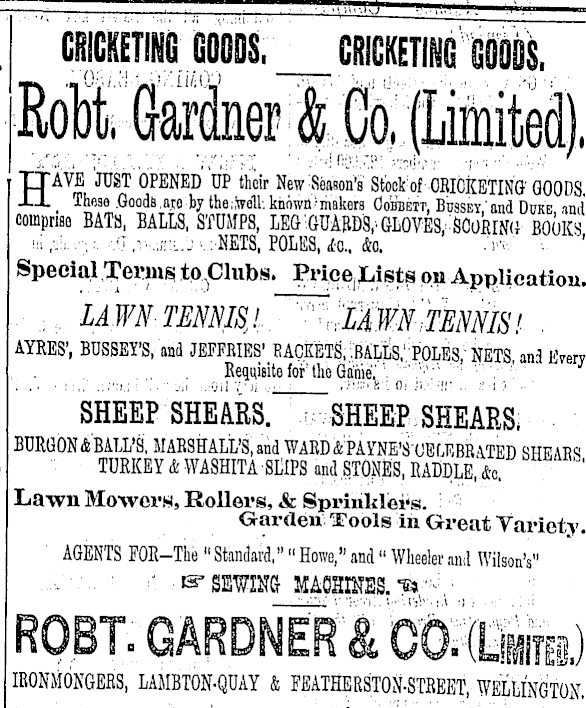 CRICKETING GOODS. CRICKETING GOODS.
Robt. Gardner & Co. (Limited).
HAVE JUST OPENED UP their New Season's Stock of CRICKETING GOODS.
These Goods are by the well known makers COBBETT, BUSSEY, and DUKE, and
comprise BATS, BALLS, STUMPS, LEG GUARDS, GLOVES, SCORING BOOKS,
NETS, POLES, &c., &c.
Special Terms to Clubs. Price Lists on Application.
LAWN TENNIS! LAWN TENNIS!
AYRES', BUSSEY'S, and JEFFRIES' RACKETS, BALLS, POLES, NETS, and Every
Requisite for the Game.
SHEEP SHEARS. SHEEP SHEARS.
BURGON & BALL'S, MARSHALL'S, and WARD & PAYNE'S CELEBRATED SHEARS,
TURKEY & WASHITA SLIPS and STONES, RADDLE, &c.
Lawn Mowers, Rollers, & Sprinklers.
Garden Tools in Great Variety.
AGENTS FOR—The "Standard," "Howe," and "Wheeler and Wilson's"
☞ SEWING MACHINES. ☜
ROBT. GARDNER & CO. (LIMITED.)
IRONMONGERS, LAMBTON-QUAY & FEATHERSTON-STREET, WELLINGTON.